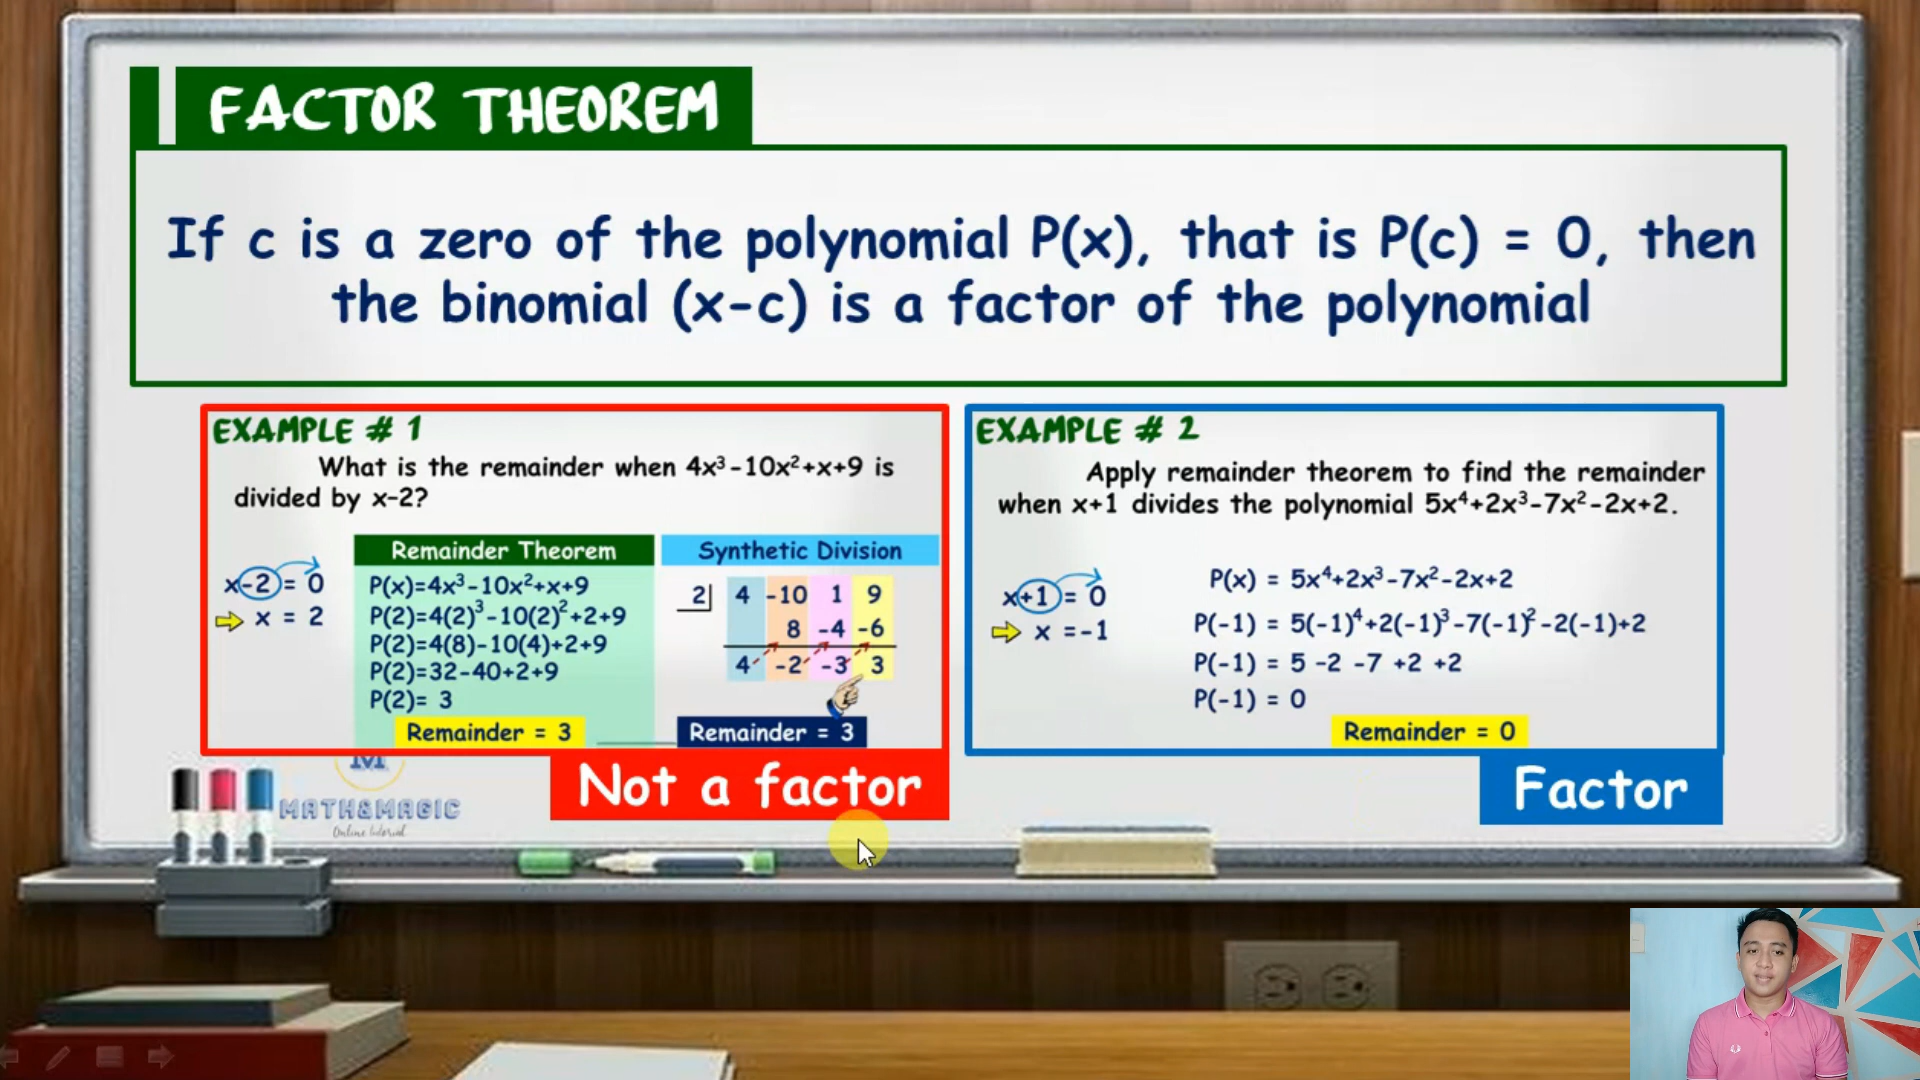 FACTOR THEOREM
If c is a zero of the polynomial P(x), that is P(c) = 0, then
the binomial (x-c) is a factor of the polynomial
EXAMPLE # 1
What is the remainder when 4x³-10x²+x+9 is
divided by x-2?
x-2 = 0
x = 2
Remainder Theorem
P(x)=4x³-10x²+x+9
P(2)=4(2)³-10(2)²+2+9
P(2)=4(8)-10(4)+2+9
P(2)=32-40+2+9
P(2)= 3
Remainder = 3
Synthetic Division
2 4 -10 1 9
8 -4 -6
4 -2 -3 3
Remainder = 3
Not a factor
EXAMPLE # 2
Apply remainder theorem to find the remainder
when x+1 divides the polynomial 5x⁴+2x³-7x²-2x+2.
x+1 = 0
x =-1
P(x) = 5x⁴+2x³-7x²-2x+2
P(-1) = 5(-1)⁴+2(-1)³-7(-1)²-2(-1)+2
P(-1) = 5 -2 -7 +2 +2
P(-1) = 0
Remainder = 0
Factor
M
MATH&MAGIC
Online tutorial